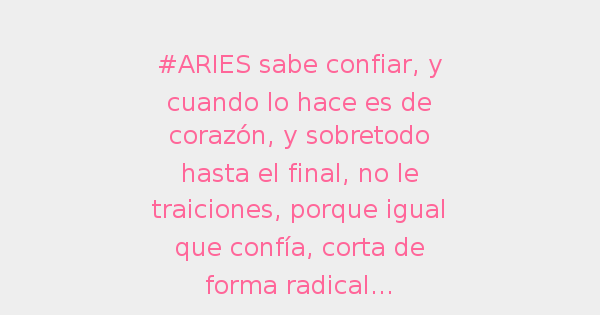 #ARIES sabe confiar, y
cuando lo hace es de
corazón, y sobretodo
hasta el final, no le
traiciones, porque igual
que confía, corta de
forma radical...